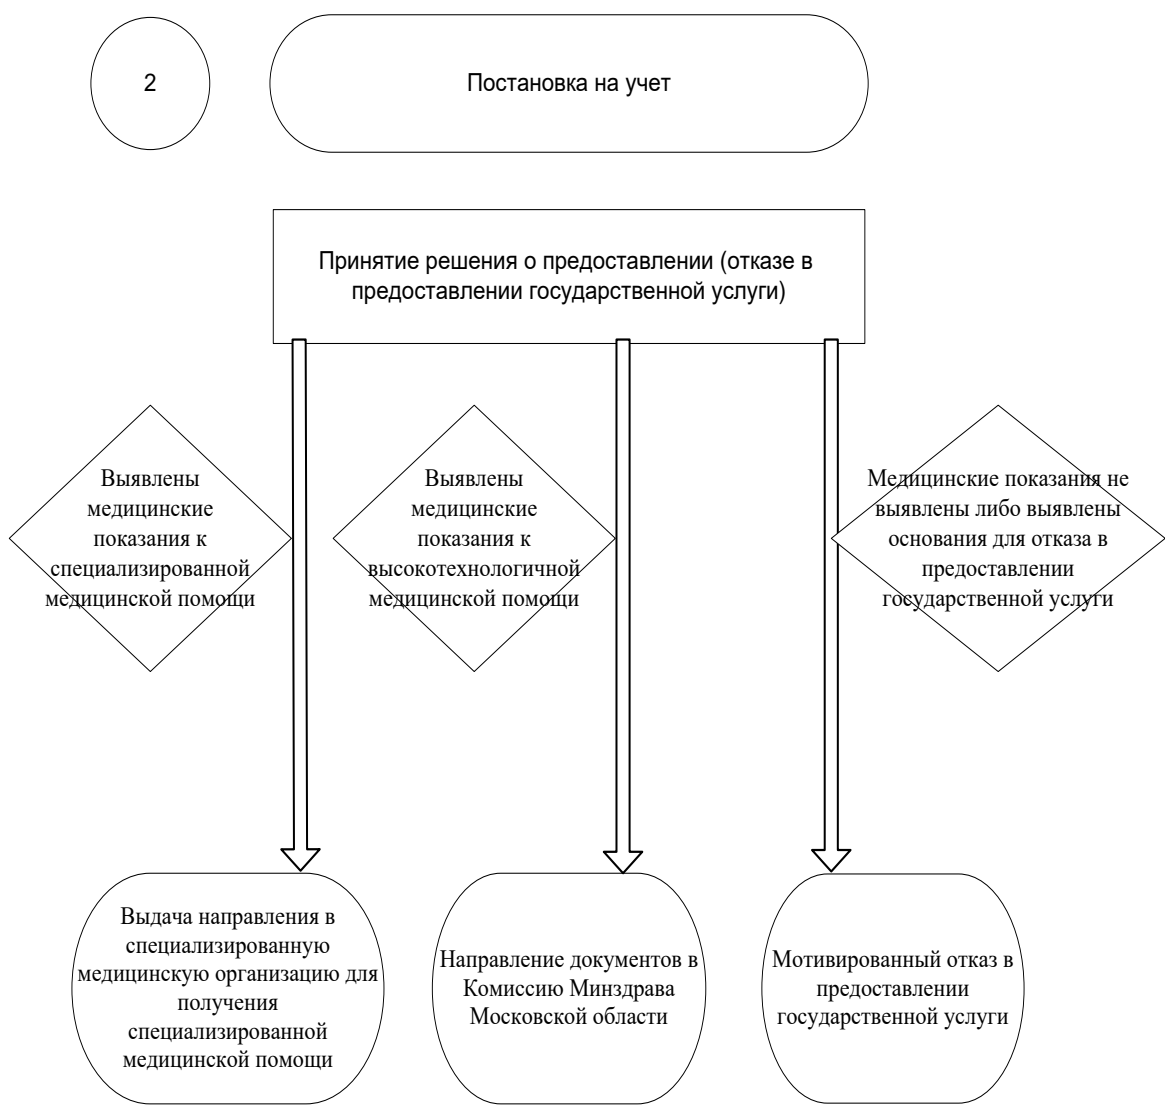 2
Постановка на учет
Принятие решения о предоставлении (отказе в
предоставлении государственной услуги)
Выявлены
медицинские
показания к
специализированной
медицинской помощи
Выявлены
медицинские
показания к
высокотехнологичной
медицинской помощи
Медицинские показания не
выявлены либо выявлены
основания для отказа в
предоставлении
государственной услуги
Выдача направления в
специализированную
медицинскую организацию для
получения
специализированной
медицинской помощи
Направление документов в
Комиссию Минздрава
Московской области
Мотивированный отказ в
предоставлении
государственной услуги